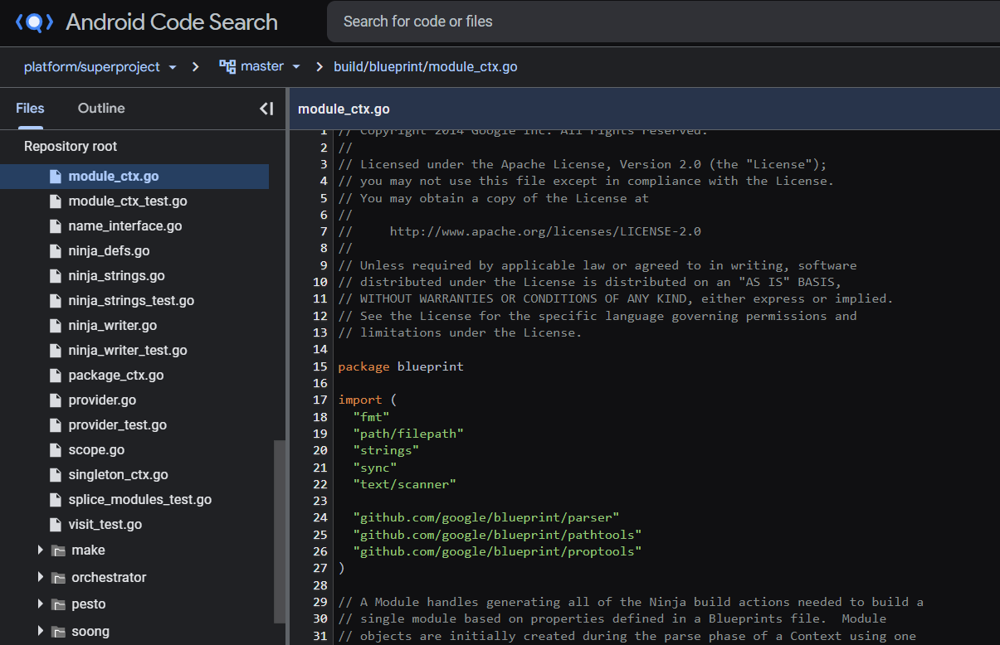 Android Code Search
Search for code or files
platform/superproject
master
build/blueprint/module_ctx.go
Files
Outline
Repository root
module_ctx.go
module_ctx_test.go
name_interface.go
ninja_defs.go
ninja_strings.go
ninja_strings_test.go
ninja_writer.go
ninja_writer_test.go
package_ctx.go
provider.go
provider_test.go
scope.go
singleton_ctx.go
splice_modules_test.go
visit_test.go
make
orchestrator
pesto
soong
module_ctx.go
1 // Copyright 2014 Google Inc. All rights reserved.
2 //
3 // Licensed under the Apache License, Version 2.0 (the "License");
4 // you may not use this file except in compliance with the License.
5 // You may obtain a copy of the License at
6 //
7 //     http://www.apache.org/licenses/LICENSE-2.0
8 //
9 // Unless required by applicable law or agreed to in writing, software
10 // distributed under the License is distributed on an "AS IS" BASIS,
11 // WITHOUT WARRANTIES OR CONDITIONS OF ANY KIND, either express or implied.
12 // See the License for the specific language governing permissions and
13 // limitations under the License.
14
15 package blueprint
16
17 import (
18   "fmt"
19   "path/filepath"
20   "strings"
21   "sync"
22   "text/scanner"
23
24   "github.com/google/blueprint/parser"
25   "github.com/google/blueprint/pathtools"
26   "github.com/google/blueprint/proptools"
27 )
28
29 // A Module handles generating all of the Ninja build actions needed to build a
30 // single module based on properties defined in a Blueprints file.  Module
31 // objects are initially created during the parse phase of a Context using one